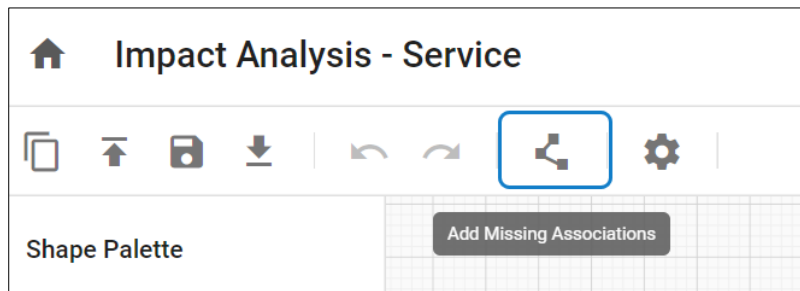 Impact Analysis - Service
Add Missing Associations
Shape Palette